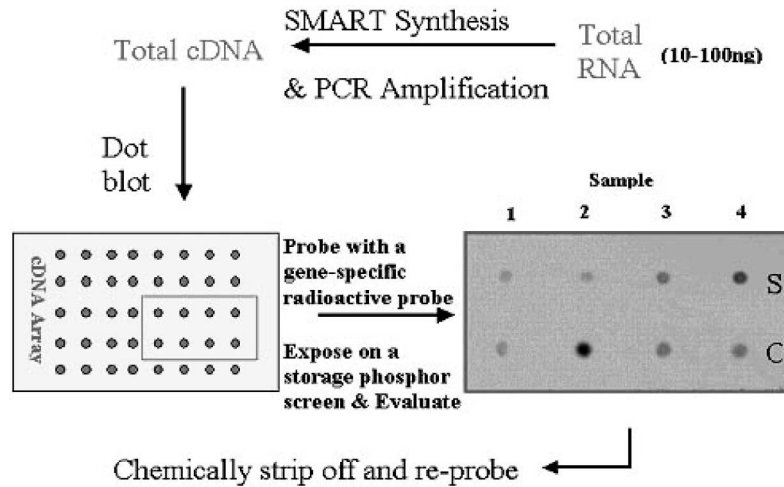 SMART Synthesis
Total cDNA
Total
RNA
(10-100ng)
& PCR Amplification
Dot
blot
Sample
1 2 3 4
cDNA Array
Probe with a
gene-specific
radioactive probe
S
Expose on a
storage phosphor
screen & Evaluate
C
Chemically strip off and re-probe